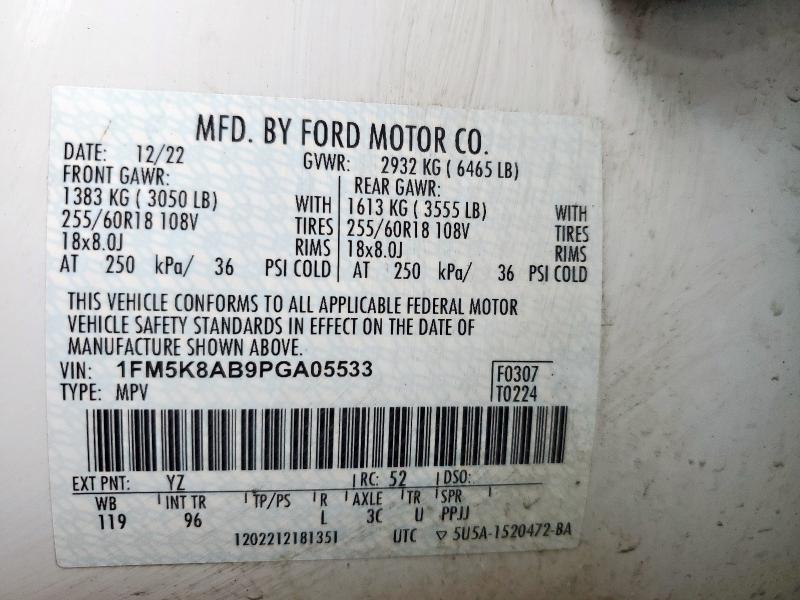 MFD. BY FORD MOTOR CO.
DATE: 12/22 GVWR: 2932 KG ( 6465 LB)
FRONT GAWR: REAR GAWR:
1383 KG ( 3050 LB) WITH 1613 KG ( 3555 LB) WITH
255/60R18 108V TIRES 255/60R18 108V TIRES
18x8.0J RIMS 18x8.0J RIMS
AT 250 kPa/ 36 PSI COLD AT 250 kPa/ 36 PSI COLD
THIS VEHICLE CONFORMS TO ALL APPLICABLE FEDERAL MOTOR
VEHICLE SAFETY STANDARDS IN EFFECT ON THE DATE OF
MANUFACTURE SHOWN ABOVE.
VIN: 1FM5K8AB9PGA05533 F0307
TYPE: MPV T0224
EXT PNT: YZ RC: 52 DSO:
WB INT TR TP/PS R AXLE TR SPR
119 96 L 3C U PPJJ
1202212181351 UTC ▽ 5U5A-1520472-BA